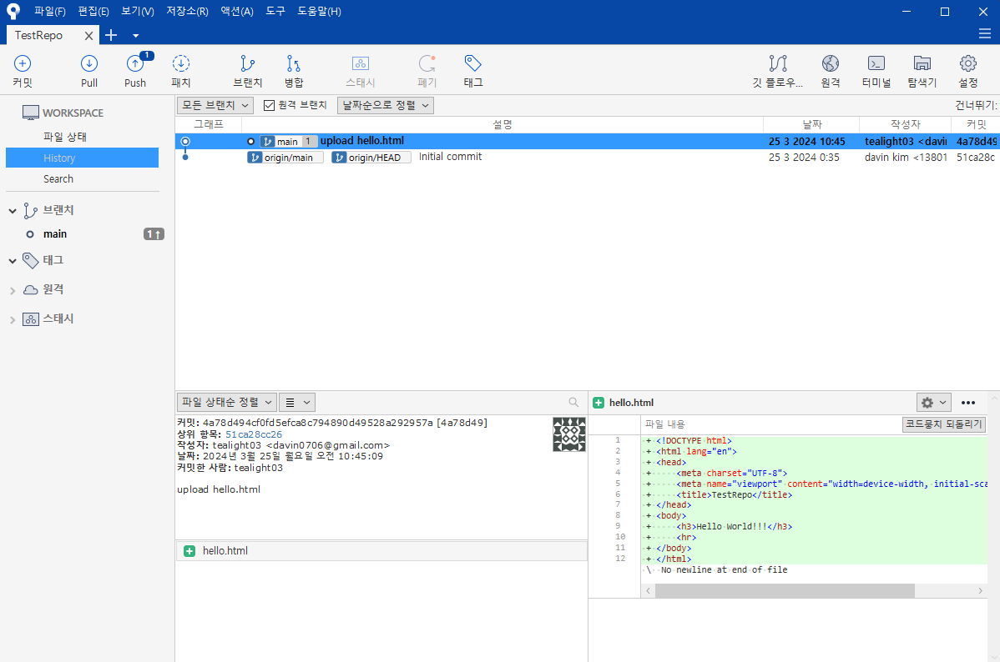 파일(F) 편집(E) 보기(V) 저장소(R) 액션(A) 도구 도움말(H)
TestRepo
1
커밋 Pull Push 패치 브랜치 병합 스태시 폐기 태그 깃 플로우... 원격 터미널 탐색기 설정
WORKSPACE
파일 상태
History
Search
브랜치
main 1↑
태그
원격
스태시
모든 브랜치 원격 브랜치 날짜순으로 정렬 건너뛰기:
그래프 설명 날짜 작성자 커밋
main 1 upload hello.html 25 3 2024 10:45 tealight03 <davin 4a78d49
origin/main origin/HEAD Initial commit 25 3 2024 0:35 davin kim <13801 51ca28c
파일 상태순 정렬
커밋: 4a78d494cf0fd5efca8c794890d49528a292957a [4a78d49]
상위 항목: 51ca28cc26
작성자: tealight03 <davin0706@gmail.com>
날짜: 2024년 3월 25일 월요일 오전 10:45:09
커밋한 사람: tealight03
upload hello.html
hello.html
hello.html
파일 내용 코드뭉치 되돌리기
1 + <!DOCTYPE html>
2 + <html lang="en">
3 + <head>
4 + <meta charset="UTF-8">
5 + <meta name="viewport" content="width=device-width, initial-sca
6 + <title>TestRepo</title>
7 + </head>
8 + <body>
9 + <h3>Hello World!!!</h3>
10 + <hr>
11 + </body>
12 + </html>
\ No newline at end of file